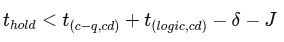 t_{hold} < t_{(c-q,cd)} + t_{(logic,cd)} − δ − J